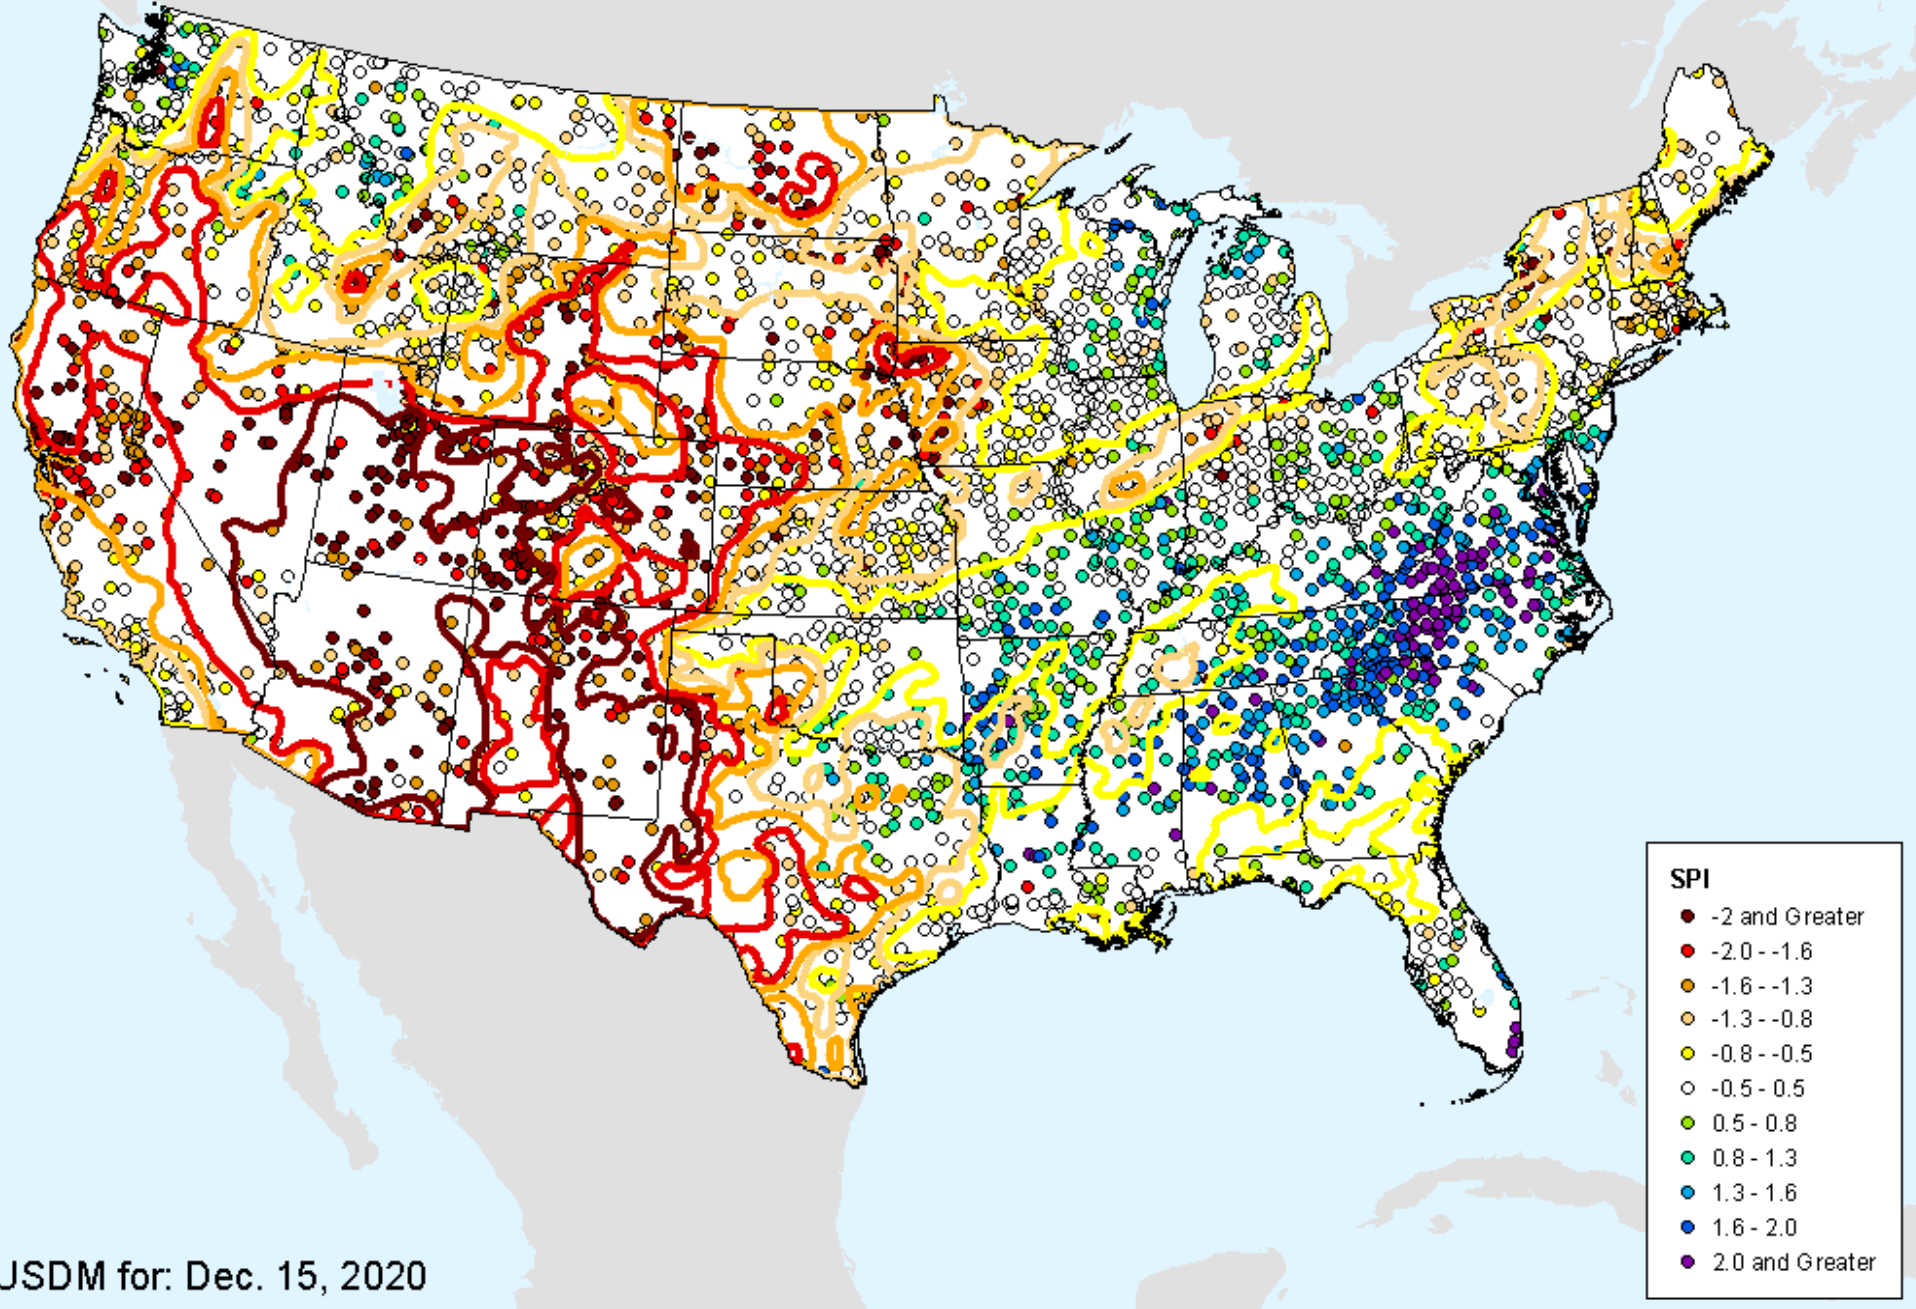 SPI
-2 and Greater
-2.0 - -1.6
-1.6 - -1.3
-1.3 - -0.8
-0.8 - -0.5
-0.5 - 0.5
0.5 - 0.8
0.8 - 1.3
1.3 - 1.6
1.6 - 2.0
2.0 and Greater
USDM for: Dec. 15, 2020